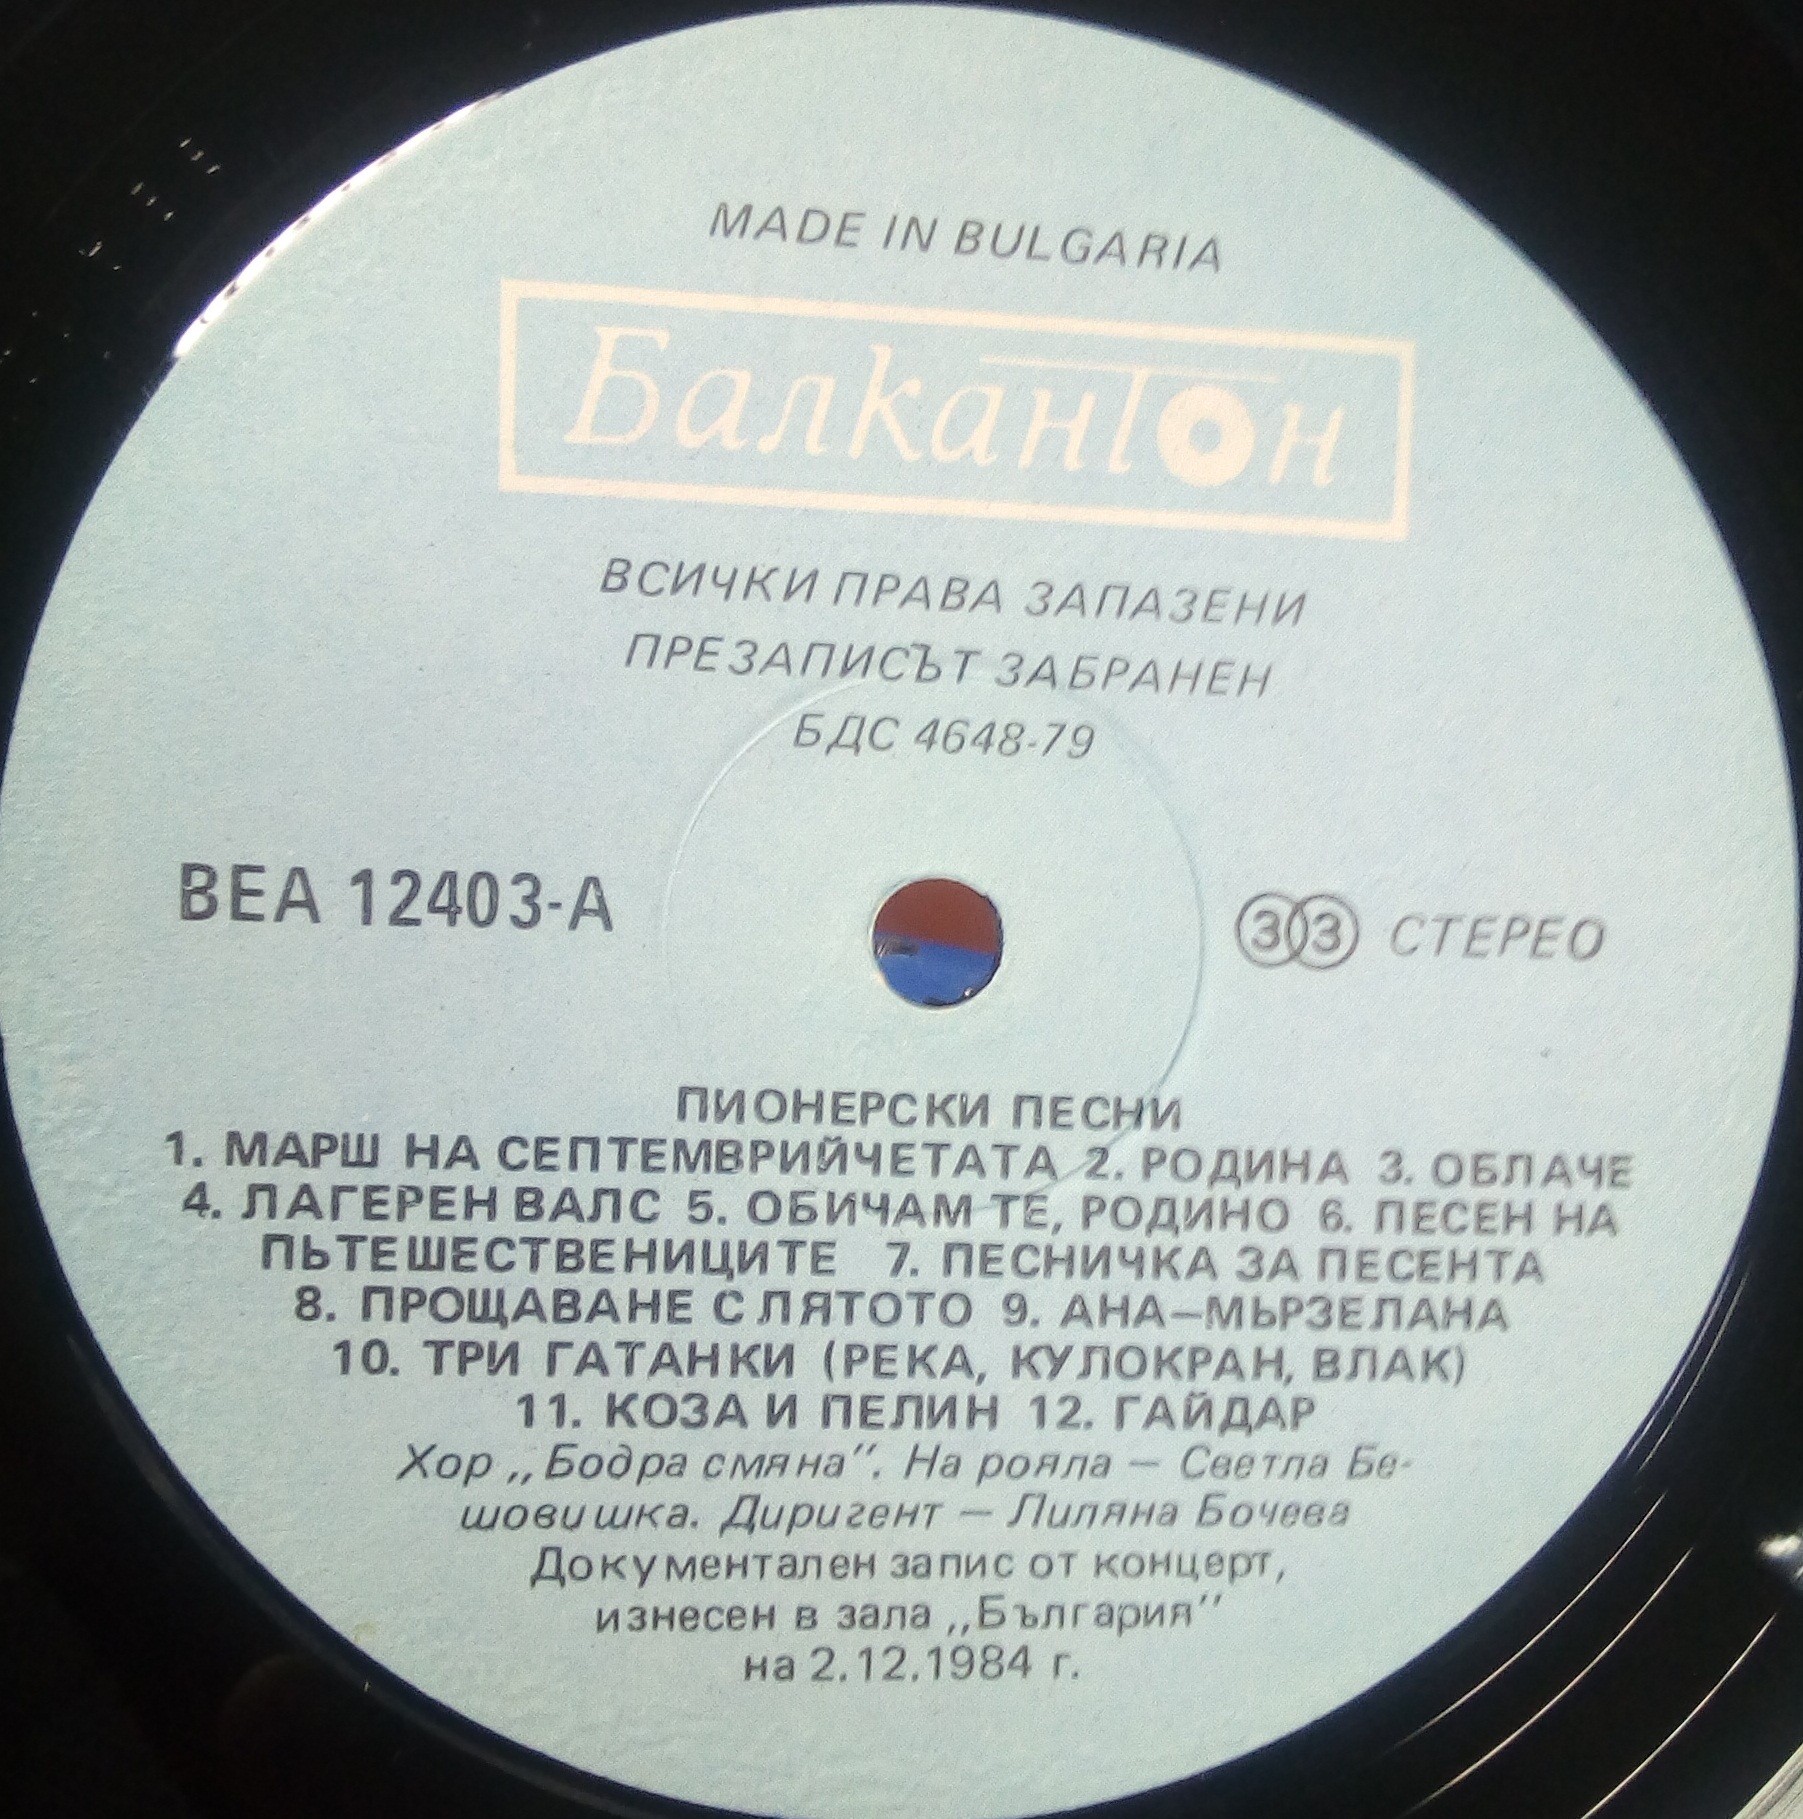 MADE IN BULGARIA
Балкантон
ВСИЧКИ ПРАВА ЗАПАЗЕНИ
ПРЕЗАПИСЪТ ЗАБРАНЕН
БДС 4648-79
ВЕА 12403-А
33 СТЕРЕО
ПИОНЕРСКИ ПЕСНИ
1. МАРШ НА СЕПТЕМВРИЙЧЕТАТА 2. РОДИНА 3. ОБЛАЧЕ
4. ЛАГЕРЕН ВАЛС 5. ОБИЧАМ ТЕ, РОДИНО 6. ПЕСЕН НА
ПЬТЕШЕСТВЕНИЦИТЕ 7. ПЕСНИЧКА ЗА ПЕСЕНТА
8. ПРОЩАВАНЕ С ЛЯТОТО 9. АНА–МЬРЗЕЛАНА
10. ТРИ ГАТАНКИ (РЕКА, КУЛОКРАН, ВЛАК)
11. КОЗА И ПЕЛИН 12. ГАЙДАР
Хор „Бодра смяна". На рояла — Светла Бе-
шовишка. Диригент — Лиляна Бочева
Документален запис от концерт,
изнесен в зала „България"
на 2.12.1984 г.